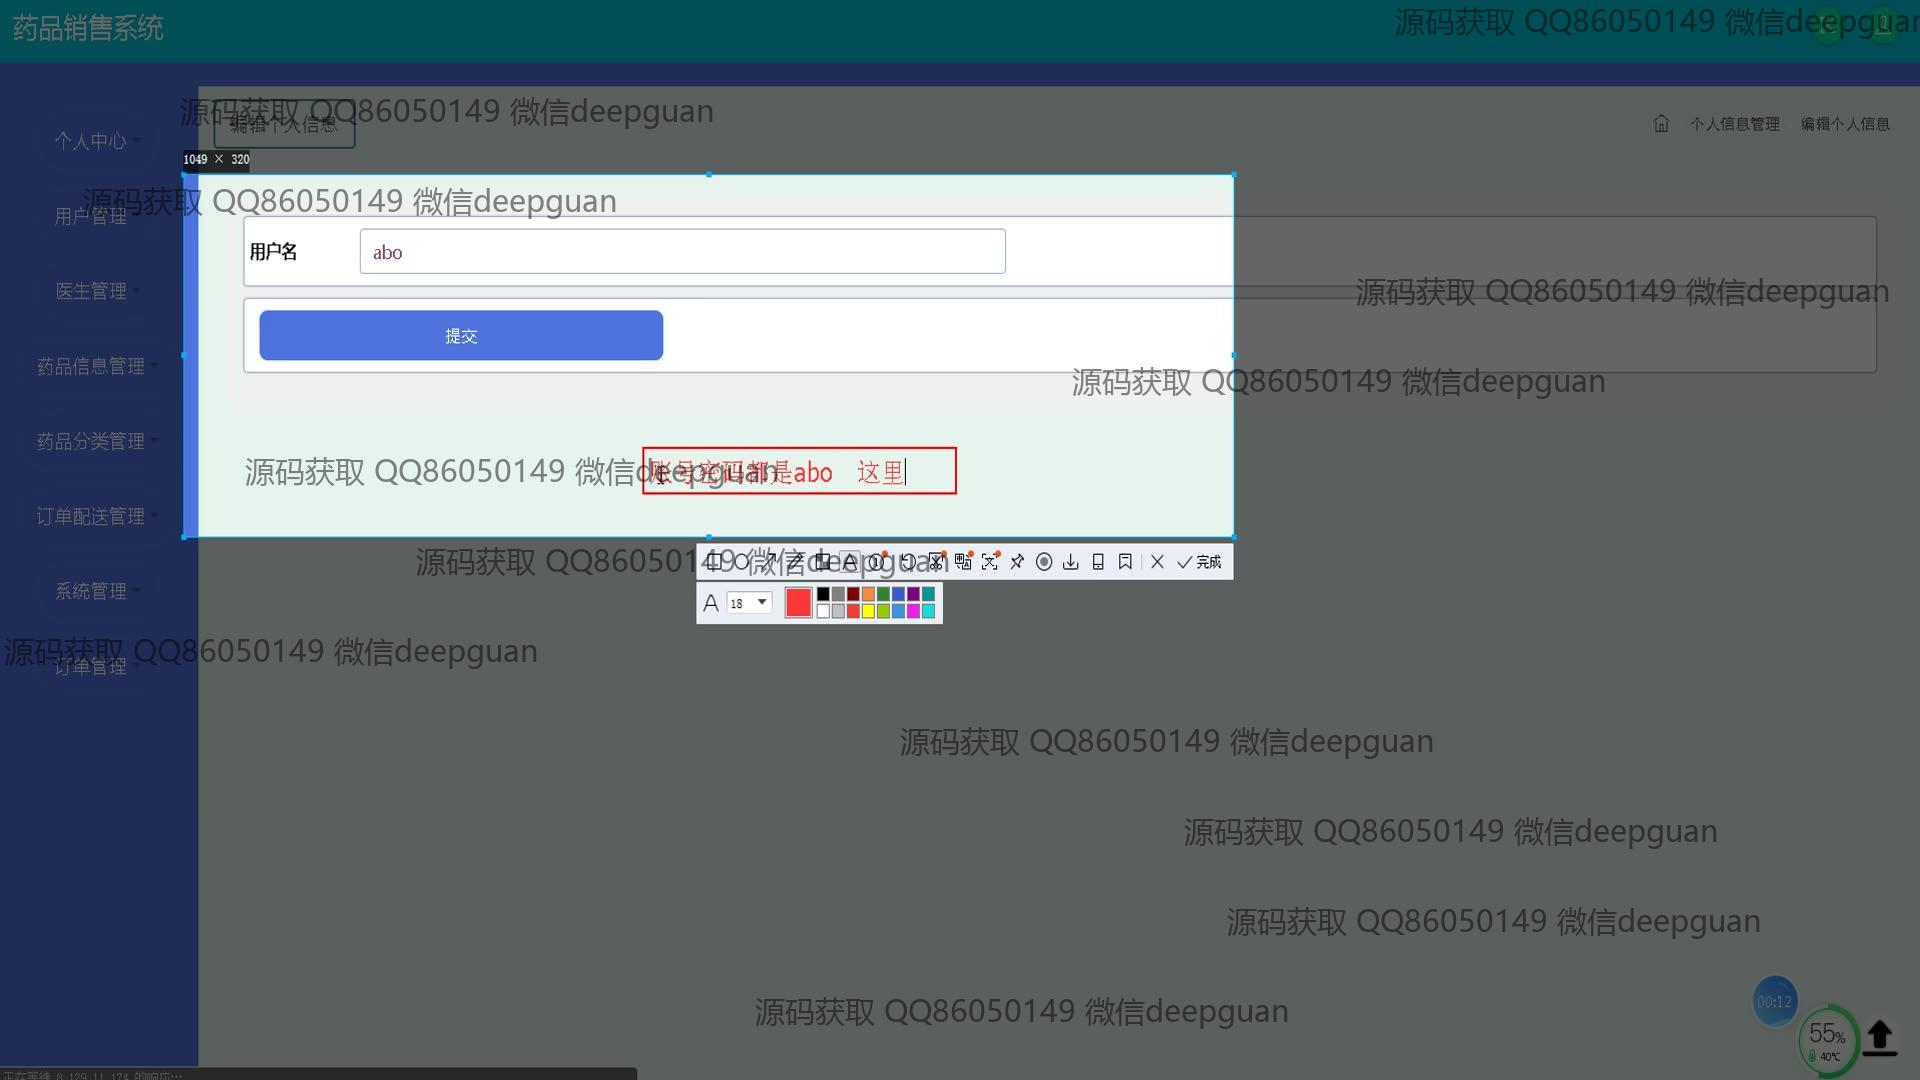 药品销售系统
源码获取 QQ86050149 微信deepguan
源码获取 QQ86050149 微信deepguan
编辑个人信息
个人信息管理
编辑个人信息
个人中心
1049 × 320
源码获取 QQ86050149 微信deepguan
用户管理
用户名
abo
医生管理
源码获取 QQ86050149 微信deepguan
提交
药品信息管理
源码获取 QQ86050149 微信deepguan
药品分类管理
源码获取 QQ86050149 微信deepguan
账号密码都是abo 这里
订单配送管理
源码获取 QQ86050149 微信deepguan
完成
系统管理
A 18
源码获取 QQ86050149 微信deepguan
订单管理
源码获取 QQ86050149 微信deepguan
源码获取 QQ86050149 微信deepguan
源码获取 QQ86050149 微信deepguan
00:12
源码获取 QQ86050149 微信deepguan
55%
40℃
正在等待 8.129.11.174 的响应…